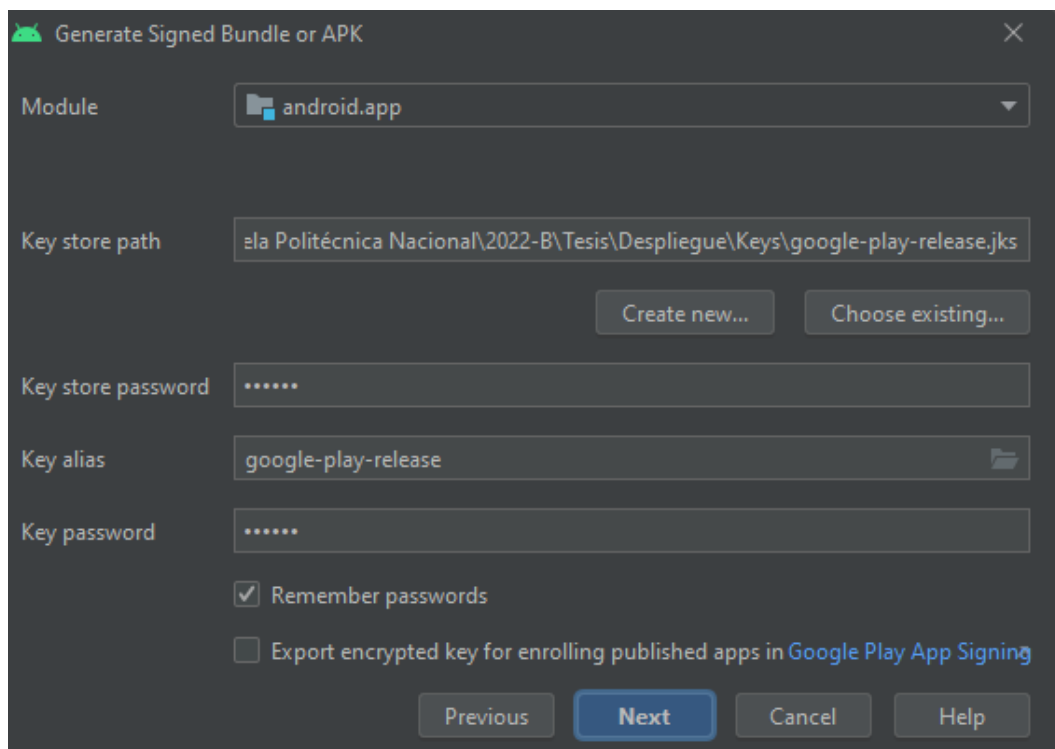 Generate Signed Bundle or APK
Module
android.app
Key store path
ela Politécnica Nacional\2022-B\Tesis\Despliegue\Keys\google-play-release.jks
Create new...
Choose existing...
Key store password
••••••
Key alias
google-play-release
Key password
••••••
Remember passwords
Export encrypted key for enrolling published apps in Google Play App Signing
Previous
Next
Cancel
Help